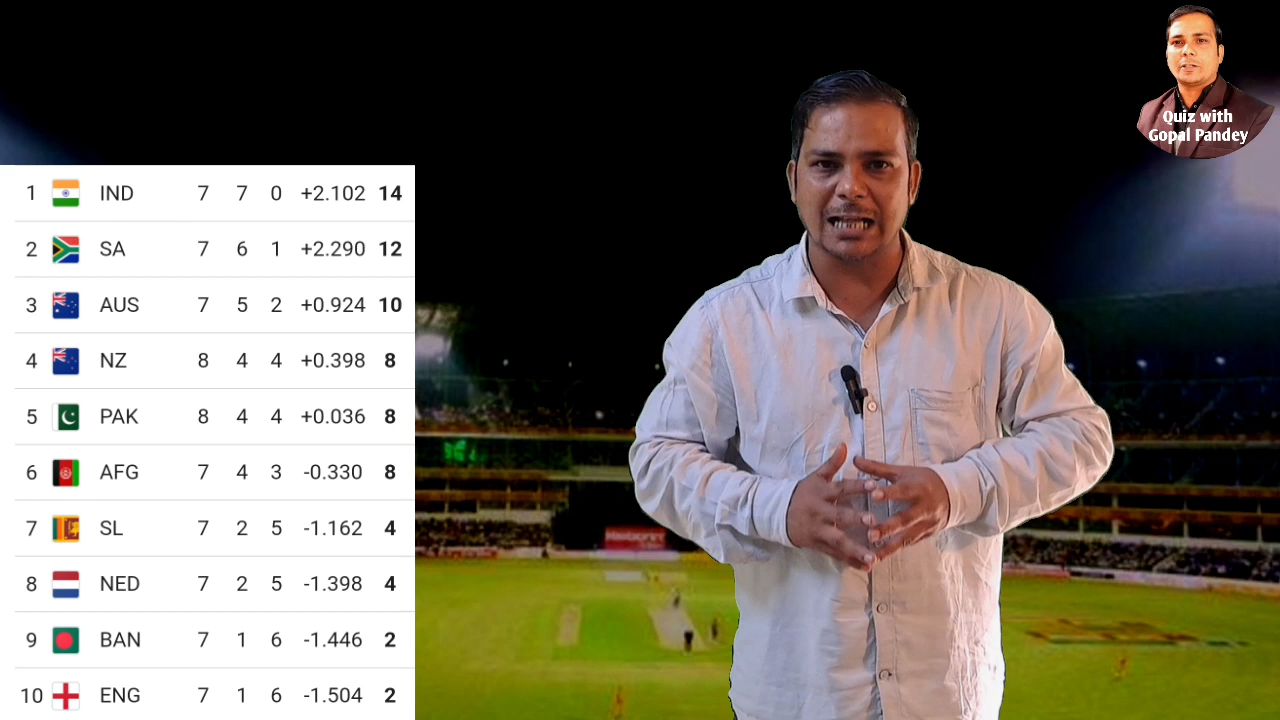 Quiz with
Gopal Pandey
1 IND 7 7 0 +2.102 14
2 SA 7 6 1 +2.290 12
3 AUS 7 5 2 +0.924 10
4 NZ 8 4 4 +0.398 8
5 PAK 8 4 4 +0.036 8
6 AFG 7 4 3 -0.330 8
7 SL 7 2 5 -1.162 4
8 NED 7 2 5 -1.398 4
9 BAN 7 1 6 -1.446 2
10 ENG 7 1 6 -1.504 2